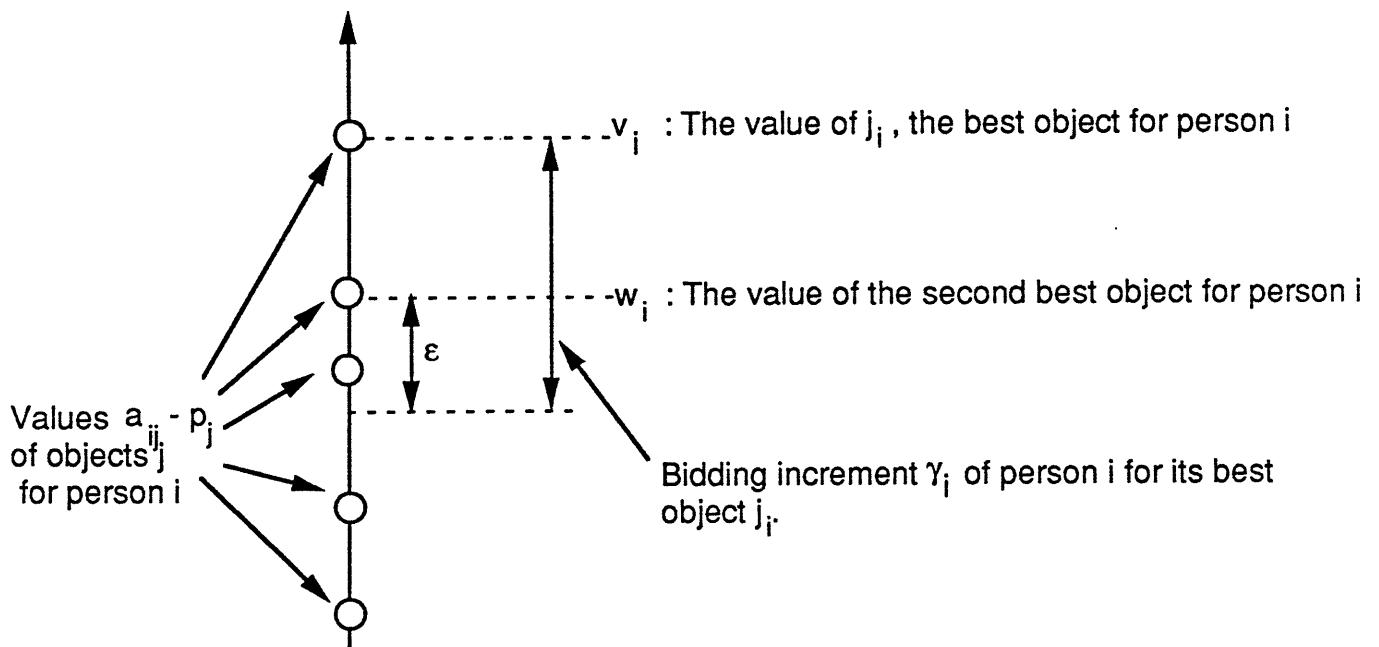 v_i : The value of j_i , the best object for person i
w_i : The value of the second best object for person i
ε
Values a_ij - p_j
of objects j
for person i
Bidding increment γ_i of person i for its best
object j_i.